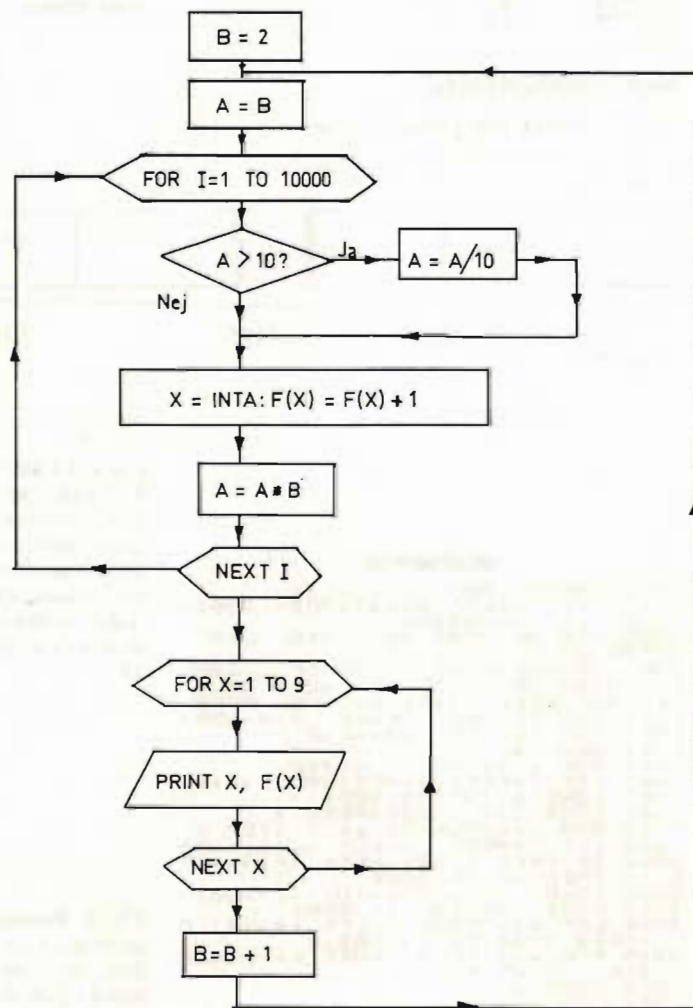 B = 2
A = B
FOR I=1 TO 10000
A > 10?
Ja
A = A/10
Nej
X = INTA: F(X) = F(X) + 1
A = A * B
NEXT I
FOR X=1 TO 9
PRINT X, F(X)
NEXT X
B=B + 1